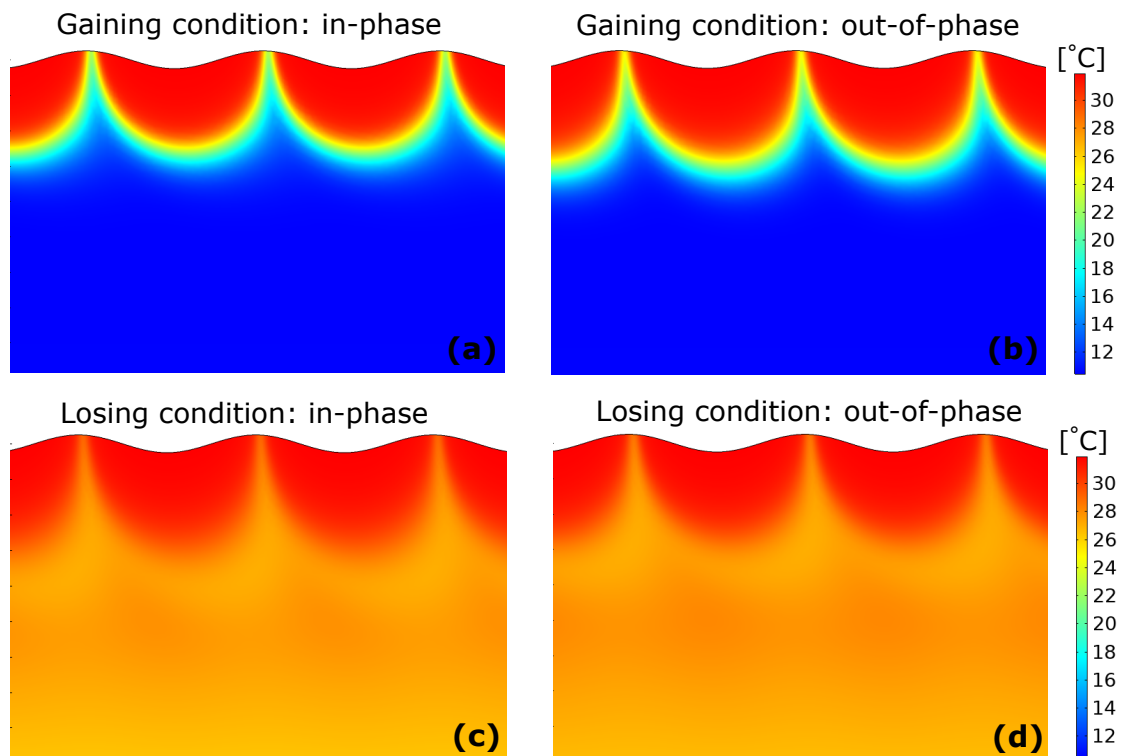 Gaining condition: in-phase
Gaining condition: out-of-phase
[°C]
30
28
26
24
22
20
18
16
14
12
(a)
(b)
Losing condition: in-phase
Losing condition: out-of-phase
[°C]
30
28
26
24
22
20
18
16
14
12
(c)
(d)